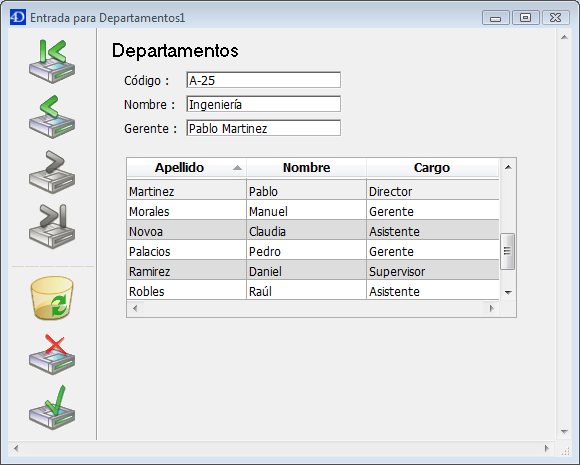 4D Entrada para Departamentos1
Departamentos
Código : A-25
Nombre : Ingeniería
Gerente : Pablo Martinez
Apellido Nombre Cargo
Martinez Pablo Director
Morales Manuel Gerente
Novoa Claudia Asistente
Palacios Pedro Gerente
Ramirez Daniel Supervisor
Robles Raúl Asistente